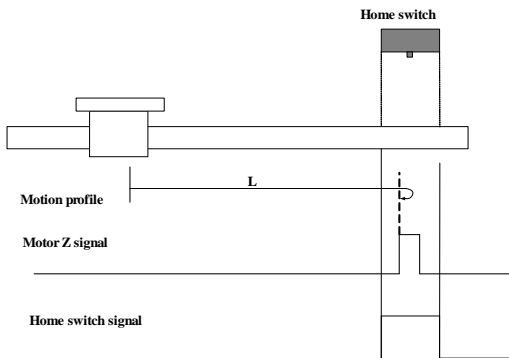 Home switch
L
Motion profile
Motor Z signal
Home switch signal